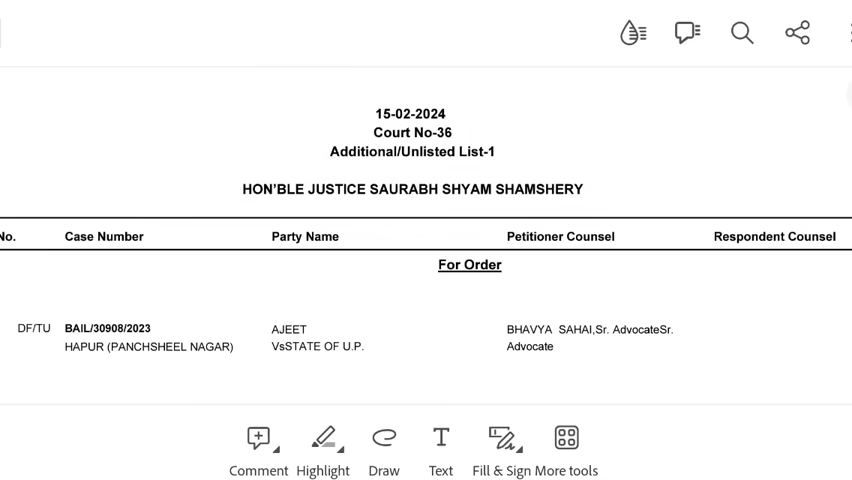 15-02-2024
Court No-36
Additional/Unlisted List-1
HON'BLE JUSTICE SAURABH SHYAM SHAMSHERY
No. Case Number Party Name Petitioner Counsel Respondent Counsel
For Order
DF/TU BAIL/30908/2023 AJEET BHAVYA SAHAI,Sr. AdvocateSr.
HAPUR (PANCHSHEEL NAGAR) VsSTATE OF U.P. Advocate
Comment Highlight Draw Text Fill & Sign More tools